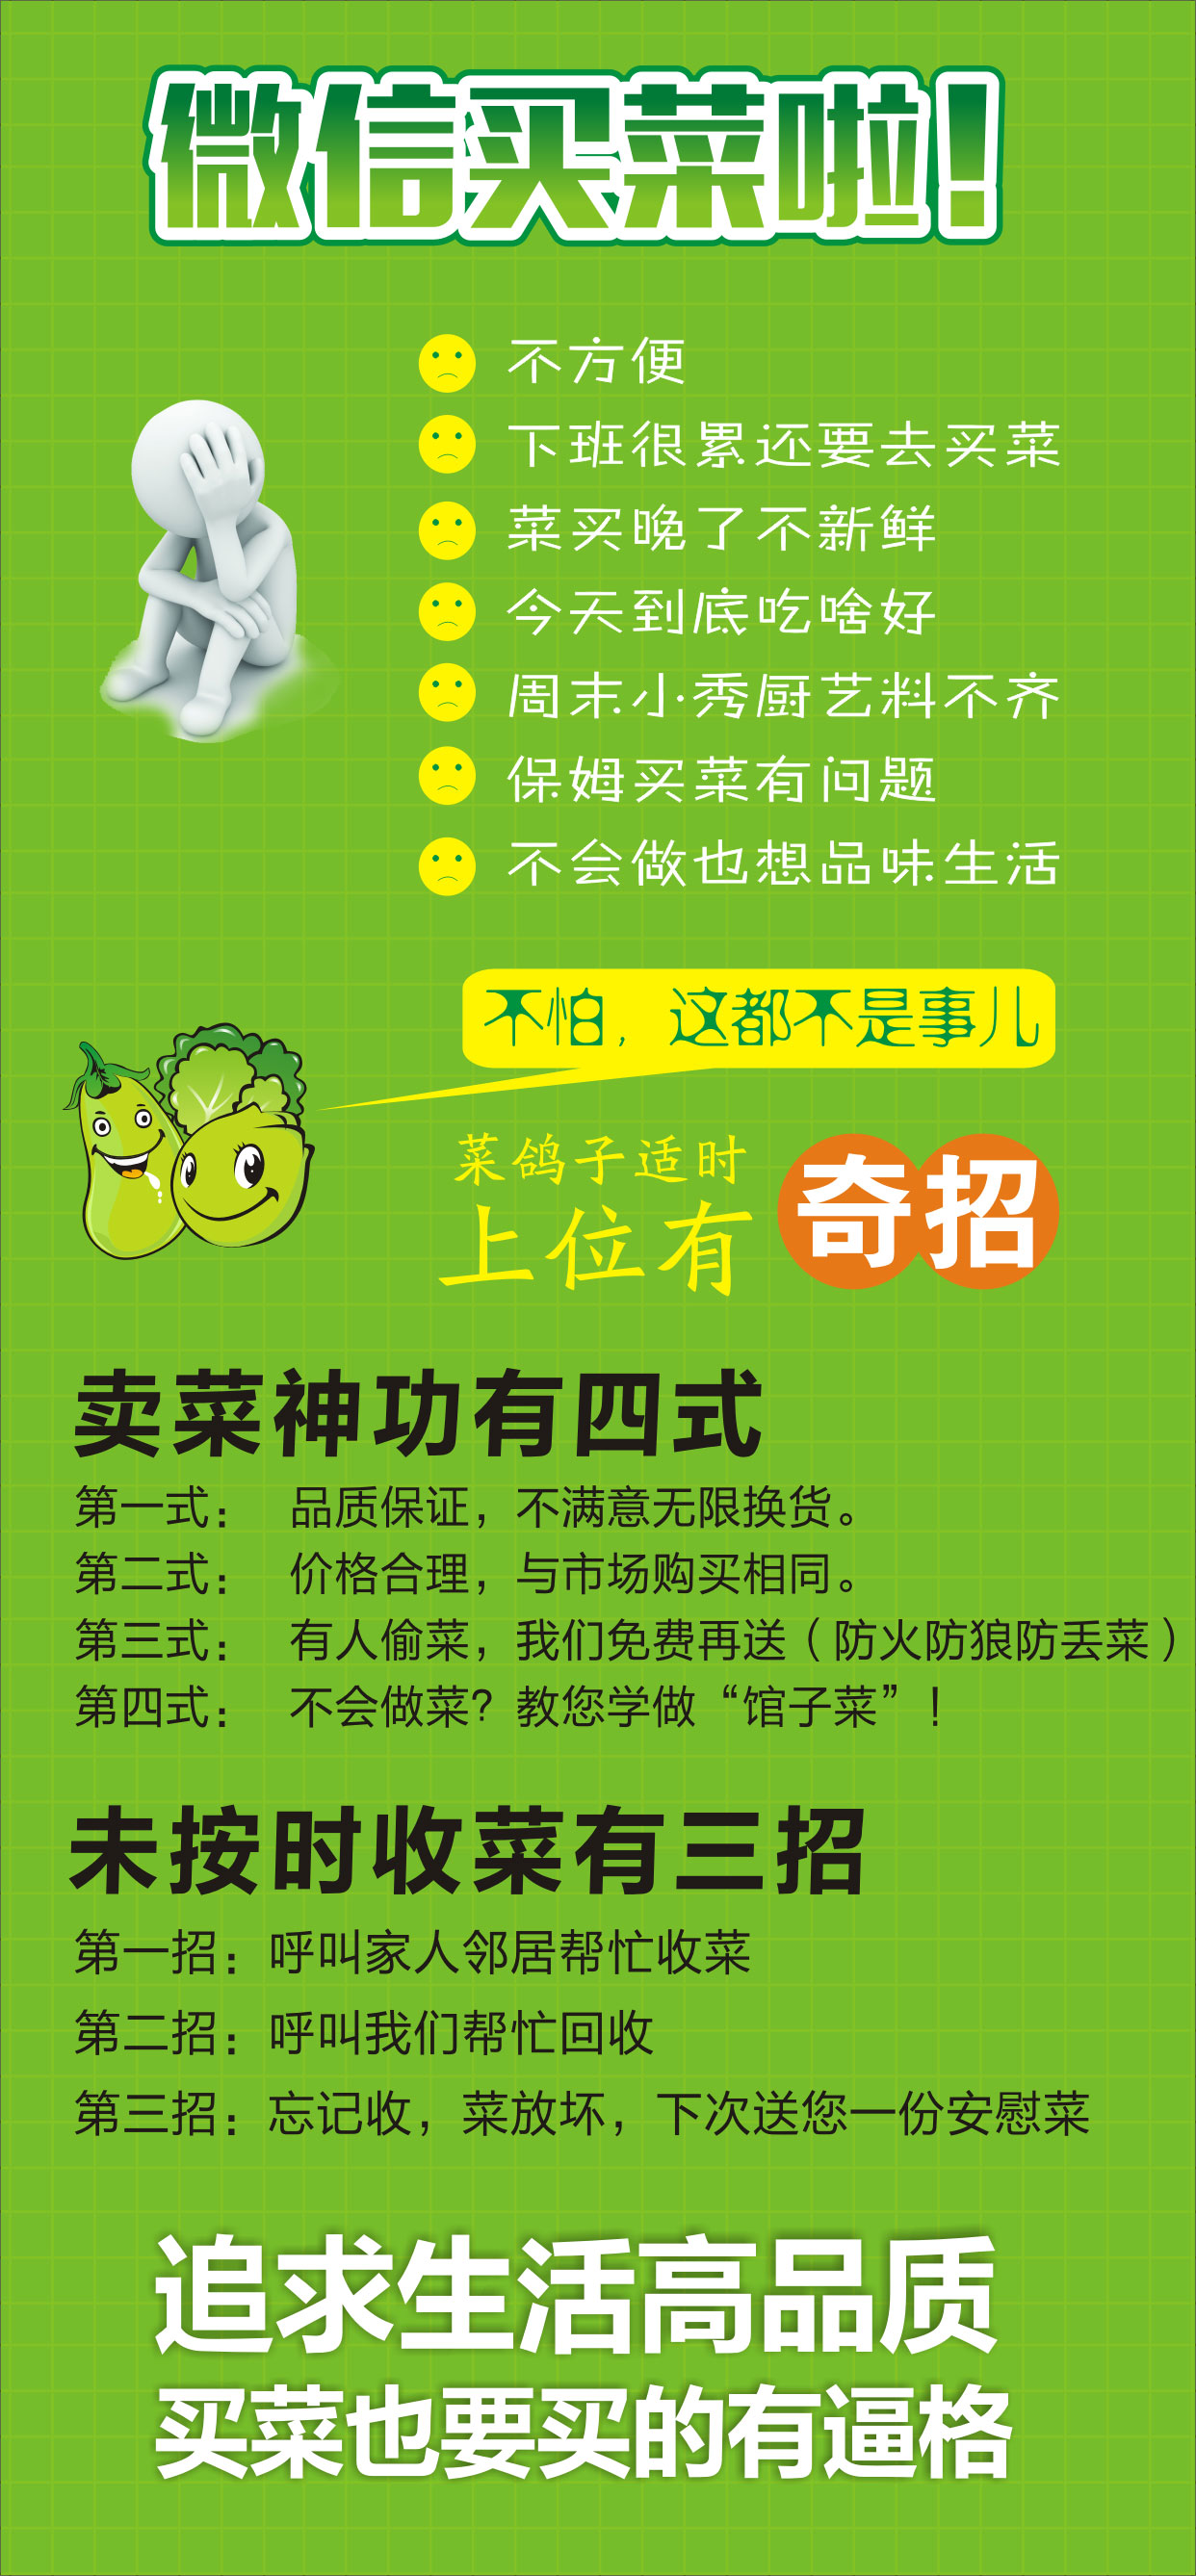 微信买菜啦!
不方便
下班很累还要去买菜
菜买晚了不新鲜
今天到底吃啥好
周末小秀厨艺料不齐
保姆买菜有问题
不会做也想品味生活
不怕，这都不是事儿
菜鸽子适时
上位有 奇招
卖菜神功有四式
第一式： 品质保证，不满意无限换货。
第二式： 价格合理，与市场购买相同。
第三式： 有人偷菜，我们免费再送（防火防狼防丢菜）
第四式： 不会做菜？教您学做“馆子菜”！
未按时收菜有三招
第一招：呼叫家人邻居帮忙收菜
第二招：呼叫我们帮忙回收
第三招：忘记收，菜放坏，下次送您一份安慰菜
追求生活高品质
买菜也要买的有逼格